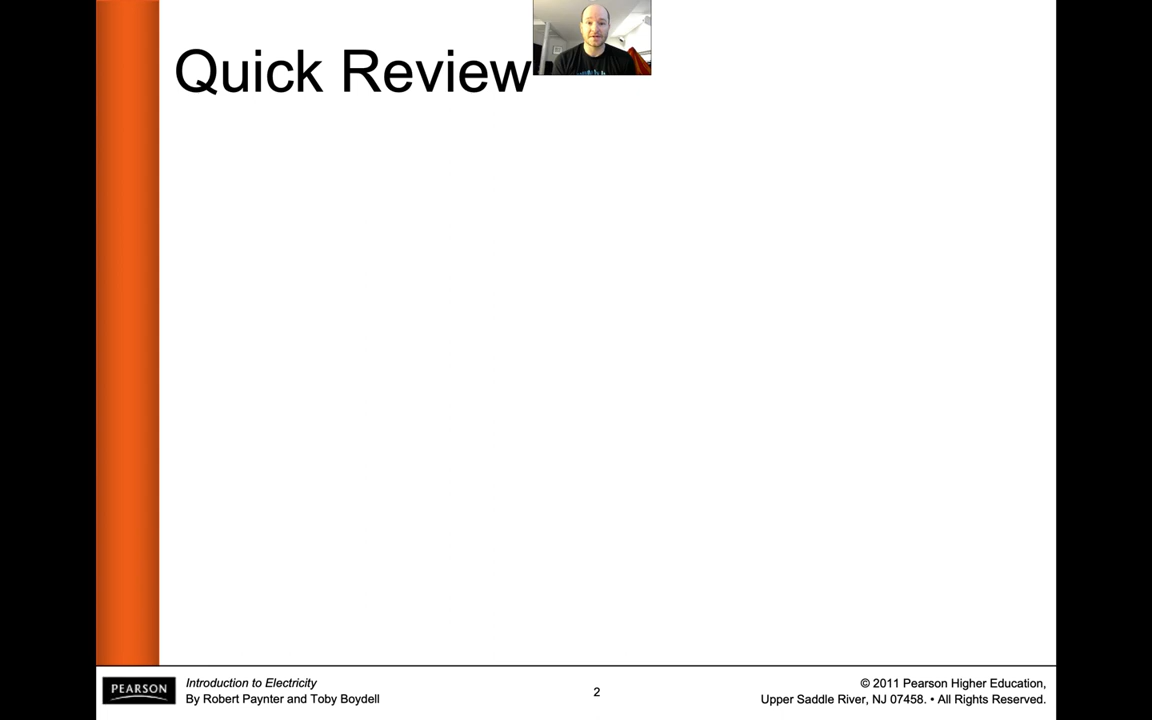 Quick Review
PEARSON
Introduction to Electricity
By Robert Paynter and Toby Boydell
2
© 2011 Pearson Higher Education,
Upper Saddle River, NJ 07458. • All Rights Reserved.